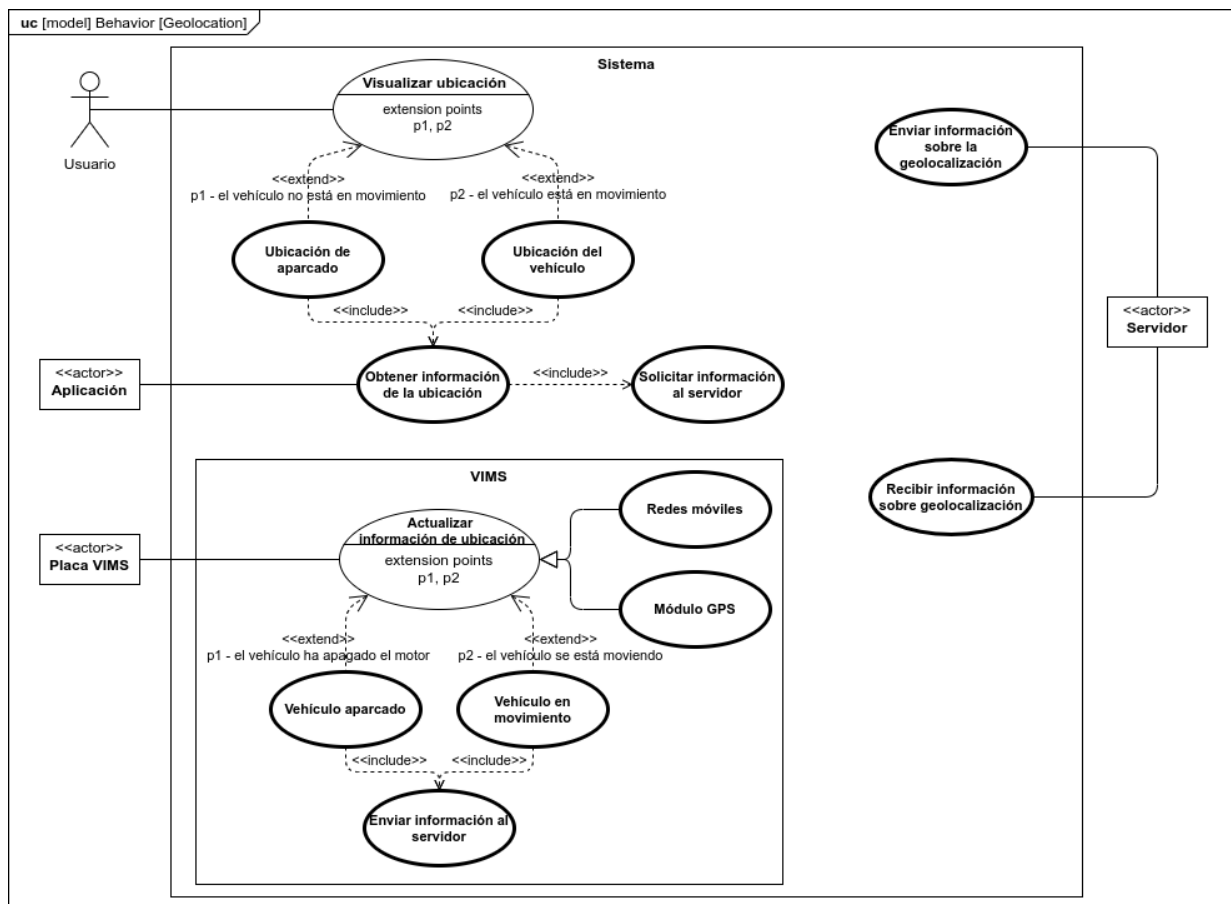 uc [model] Behavior [Geolocation]
Sistema
Usuario
Visualizar ubicación
extension points
p1, p2
Enviar información
sobre la
geolocalización
<<extend>>
p1 - el vehículo no está en movimiento
<<extend>>
p2 - el vehículo está en movimiento
Ubicación de
aparcado
Ubicación del
vehículo
<<include>>
<<include>>
<<actor>>
Servidor
<<actor>>
Aplicación
Obtener información
de la ubicación
<<include>>
Solicitar información
al servidor
VIMS
Redes móviles
Recibir información
sobre geolocalización
<<actor>>
Placa VIMS
Actualizar
información de ubicación
extension points
p1, p2
Módulo GPS
<<extend>>
p1 - el vehículo ha apagado el motor
<<extend>>
p2 - el vehículo se está moviendo
Vehículo aparcado
Vehículo en
movimiento
<<include>>
<<include>>
Enviar información al
servidor